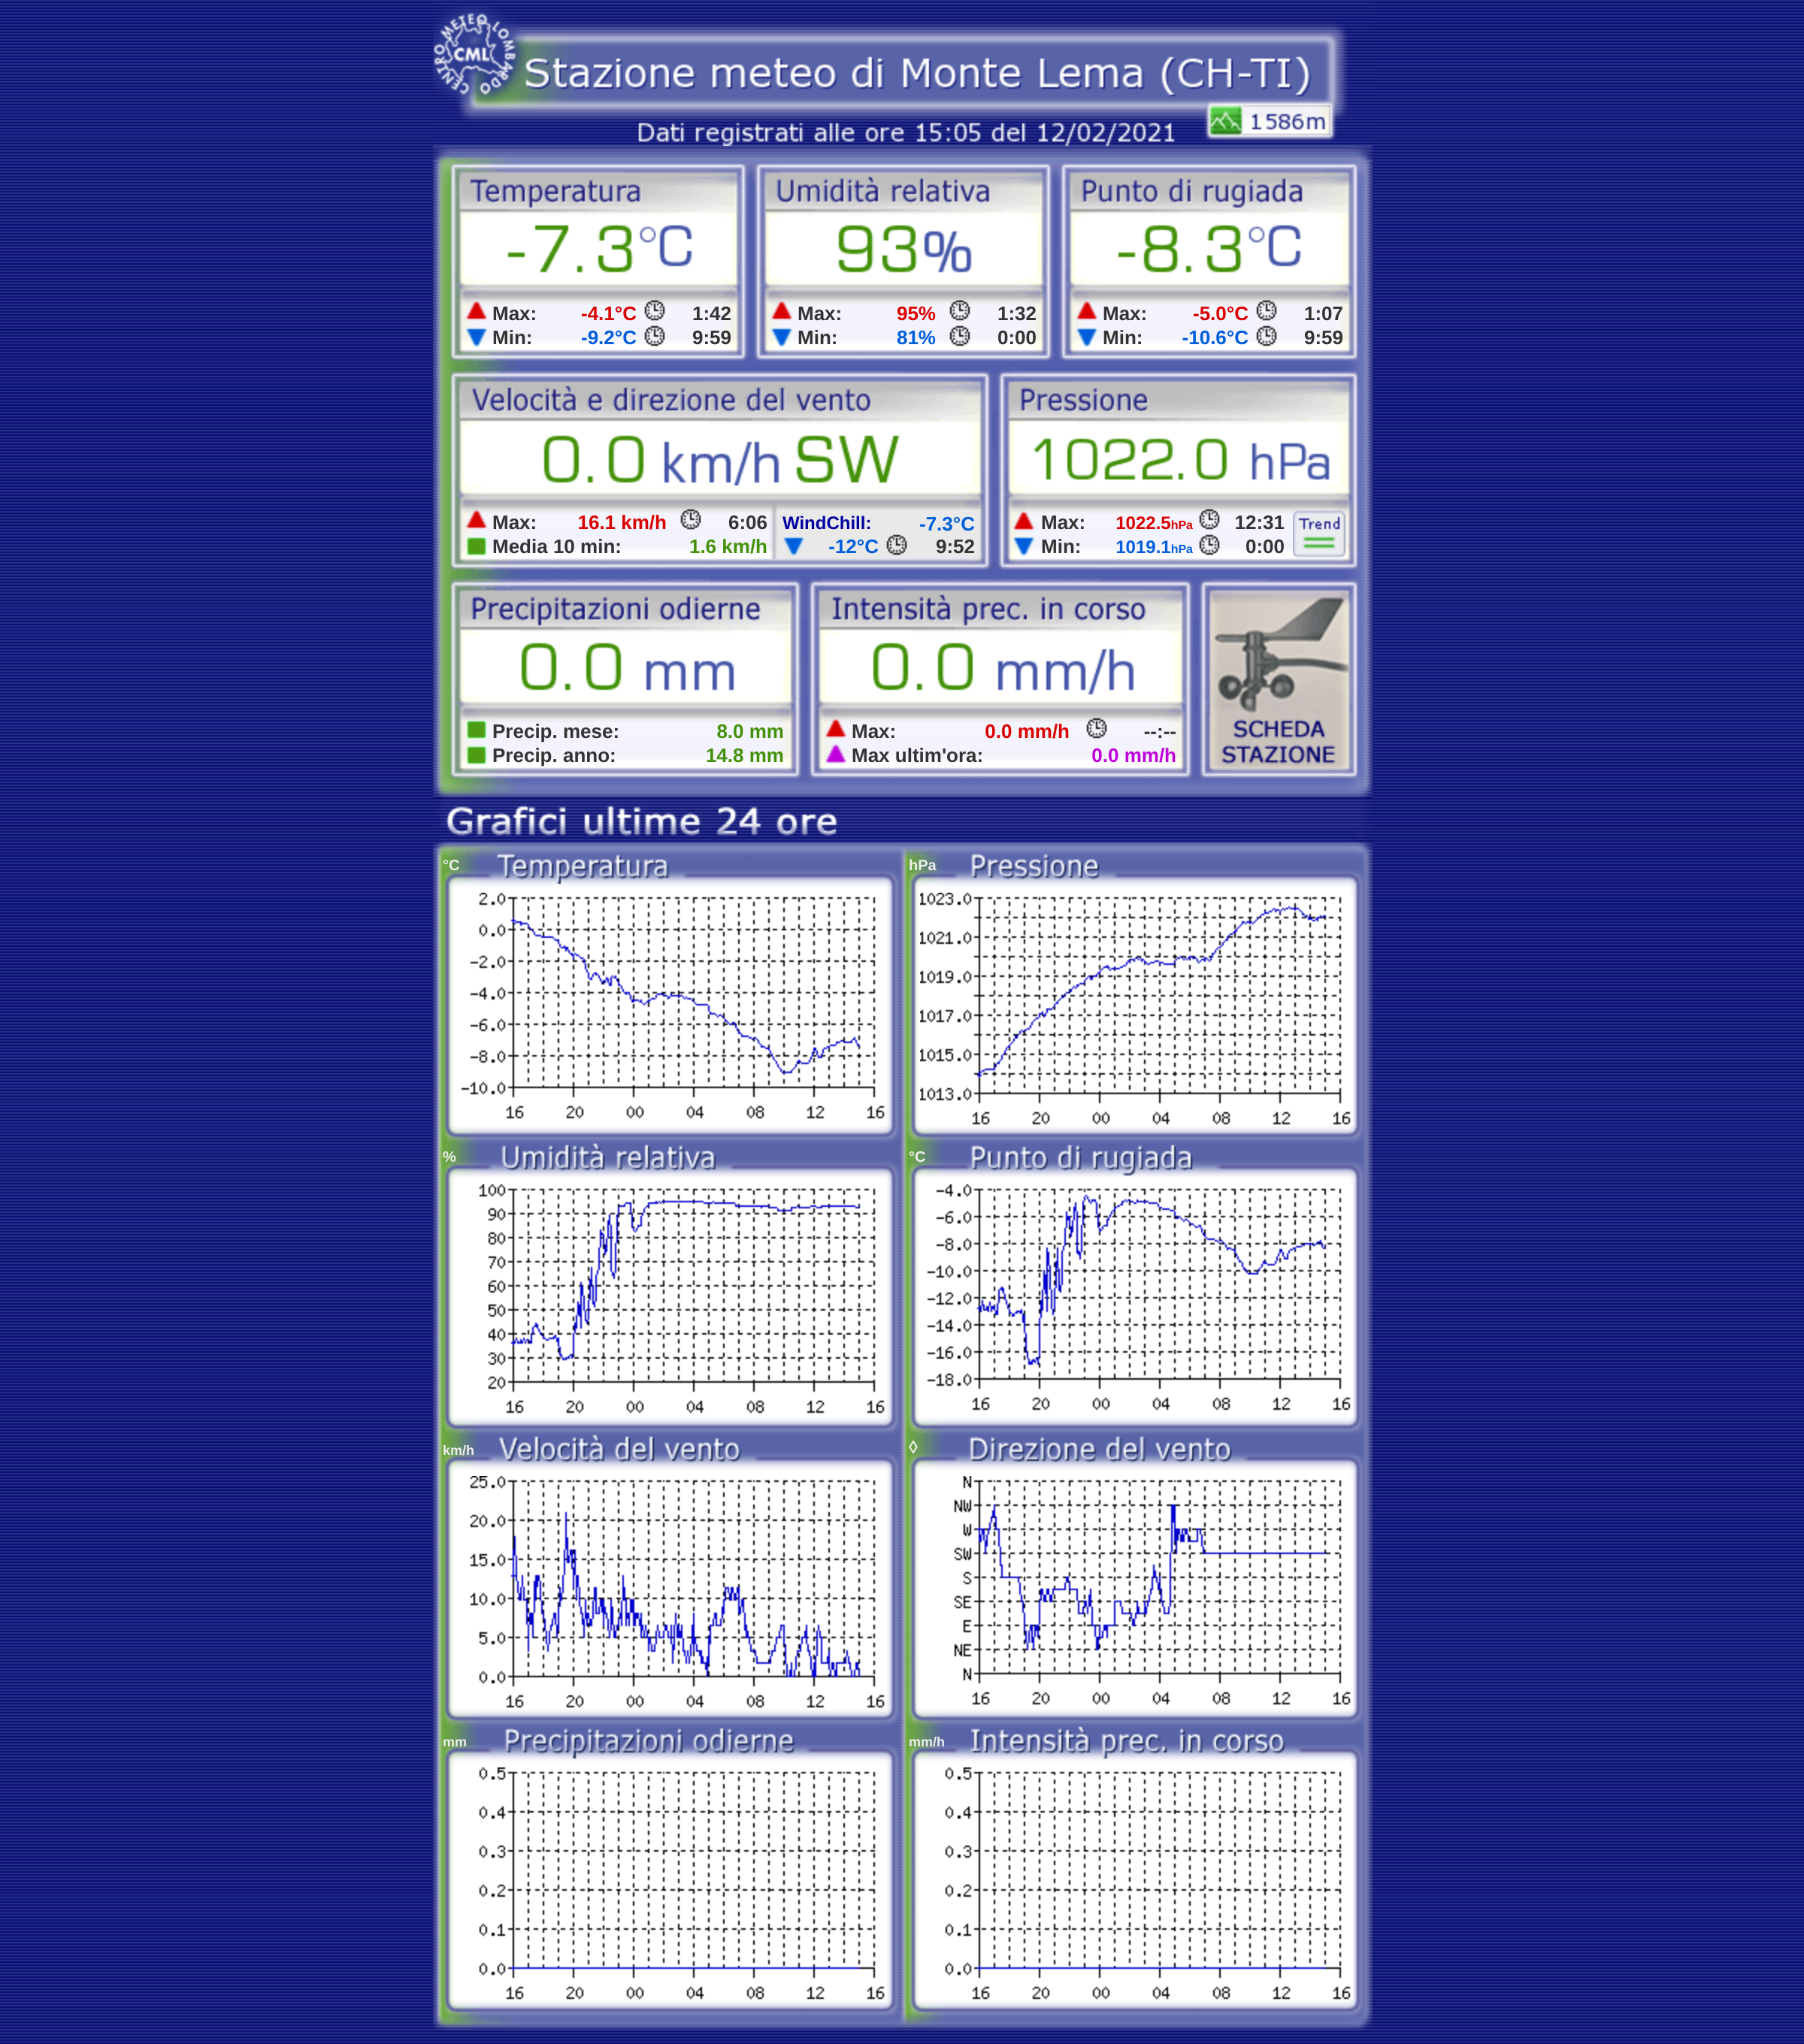 CENTRO METEO LOMBARDO
CML
Stazione meteo di Monte Lema (CH-TI)
1586m
Dati registrati alle ore 15:05 del 12/02/2021
Temperatura Umidità relativa Punto di rugiada
-7.3°C 93% -8.3°C
Max: -4.1°C 1:42 Max: 95% 1:32 Max: -5.0°C 1:07
Min: -9.2°C 9:59 Min: 81% 0:00 Min: -10.6°C 9:59
Velocità e direzione del vento Pressione
0.0 km/h SW 1022.0 hPa
Max: 16.1 km/h 6:06 WindChill: -7.3°C Max: 1022.5hPa 12:31 Trend
Media 10 min: 1.6 km/h -12°C 9:52 Min: 1019.1hPa 0:00
Precipitazioni odierne Intensità prec. in corso
0.0 mm 0.0 mm/h
Precip. mese: 8.0 mm Max: 0.0 mm/h --:-- SCHEDA
Precip. anno: 14.8 mm Max ultim'ora: 0.0 mm/h STAZIONE
Grafici ultime 24 ore
°C Temperatura
2.0
0.0
-2.0
-4.0
-6.0
-8.0
-10.0
16 20 00 04 08 12 16
hPa Pressione
1023.0
1021.0
1019.0
1017.0
1015.0
1013.0
16 20 00 04 08 12 16
% Umidità relativa
100
90
80
70
60
50
40
30
20
16 20 00 04 08 12 16
°C Punto di rugiada
-4.0
-6.0
-8.0
-10.0
-12.0
-14.0
-16.0
-18.0
16 20 00 04 08 12 16
km/h Velocità del vento
25.0
20.0
15.0
10.0
5.0
0.0
16 20 00 04 08 12 16
◊ Direzione del vento
N
NW
W
SW
S
SE
E
NE
N
16 20 00 04 08 12 16
mm Precipitazioni odierne
0.5
0.4
0.3
0.2
0.1
0.0
16 20 00 04 08 12 16
mm/h Intensità prec. in corso
0.5
0.4
0.3
0.2
0.1
0.0
16 20 00 04 08 12 16